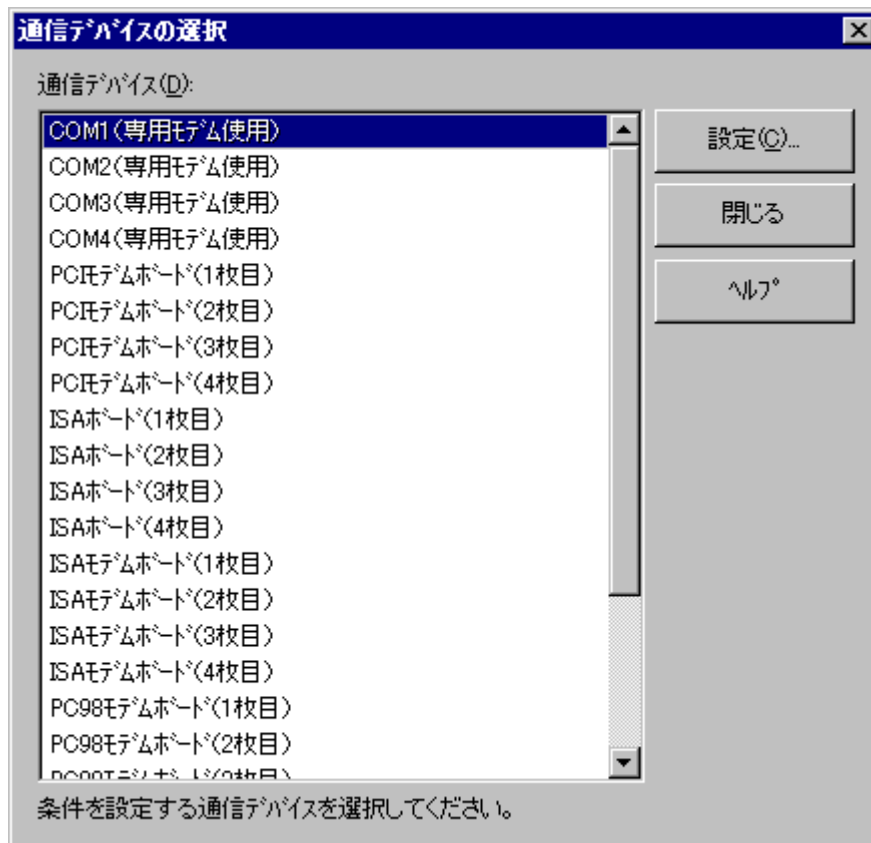 通信ﾃﾞﾊﾞｲｽの選択
通信ﾃﾞﾊﾞｲｽ(D):
COM1(専用ﾓﾃﾞﾑ使用)
COM2(専用ﾓﾃﾞﾑ使用)
COM3(専用ﾓﾃﾞﾑ使用)
COM4(専用ﾓﾃﾞﾑ使用)
PCIﾓﾃﾞﾑﾎﾞｰﾄﾞ(1枚目)
PCIﾓﾃﾞﾑﾎﾞｰﾄﾞ(2枚目)
PCIﾓﾃﾞﾑﾎﾞｰﾄﾞ(3枚目)
PCIﾓﾃﾞﾑﾎﾞｰﾄﾞ(4枚目)
ISAﾎﾞｰﾄﾞ(1枚目)
ISAﾎﾞｰﾄﾞ(2枚目)
ISAﾎﾞｰﾄﾞ(3枚目)
ISAﾎﾞｰﾄﾞ(4枚目)
ISAﾓﾃﾞﾑﾎﾞｰﾄﾞ(1枚目)
ISAﾓﾃﾞﾑﾎﾞｰﾄﾞ(2枚目)
ISAﾓﾃﾞﾑﾎﾞｰﾄﾞ(3枚目)
ISAﾓﾃﾞﾑﾎﾞｰﾄﾞ(4枚目)
PC98ﾓﾃﾞﾑﾎﾞｰﾄﾞ(1枚目)
PC98ﾓﾃﾞﾑﾎﾞｰﾄﾞ(2枚目)
設定(C)...
閉じる
ﾍﾙﾌﾟ
条件を設定する通信ﾃﾞﾊﾞｲｽを選択してください。